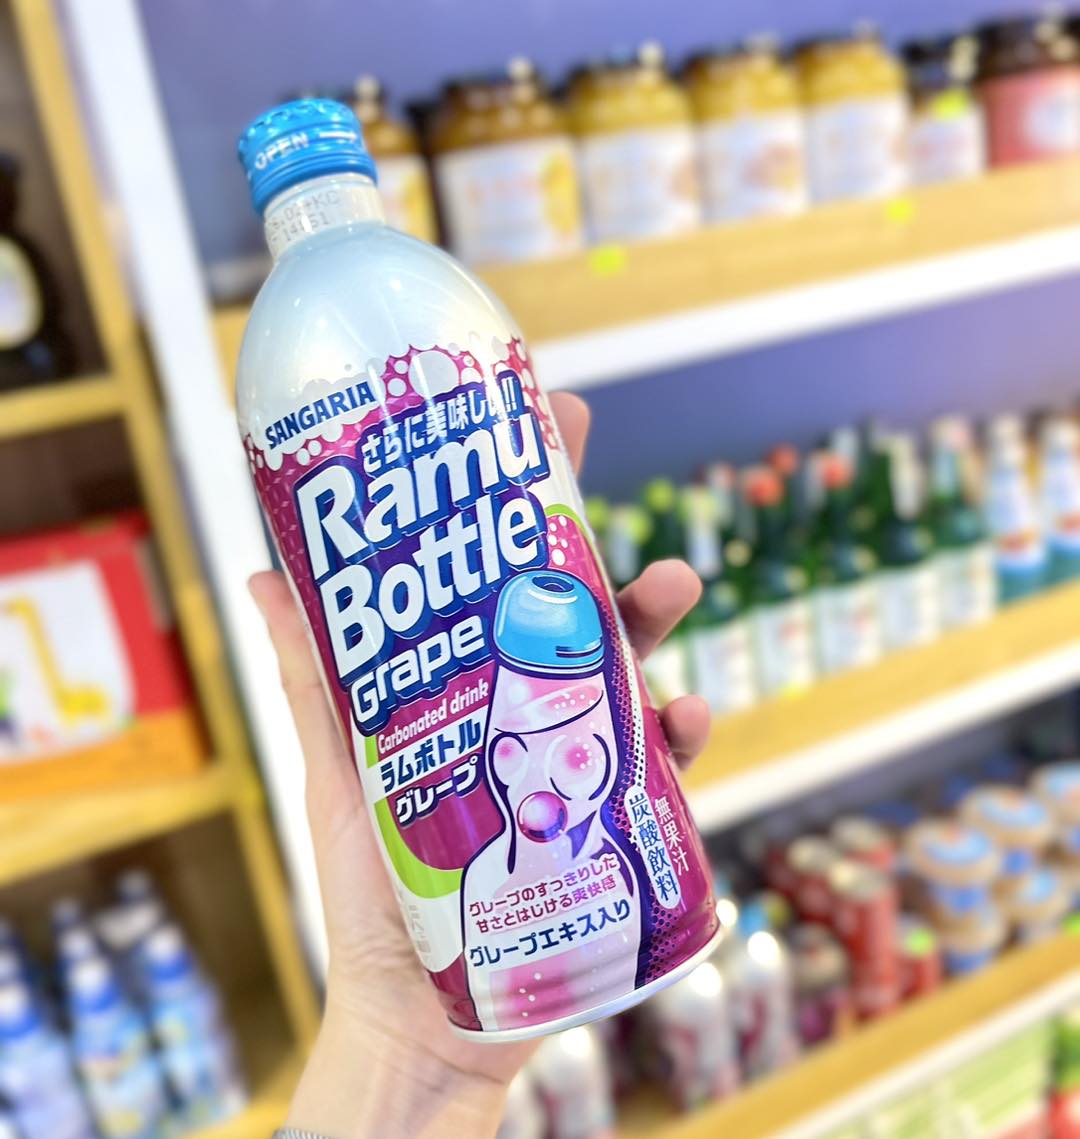 OPEN
SANGARIA
さらに美味しい!!
Ramu
Bottle
Grape
Carbonated drink
ラムボトル
グレープ
無果汁
炭酸飲料
グレープのすっきりした
甘さとはじける爽快感
グレープエキス入り